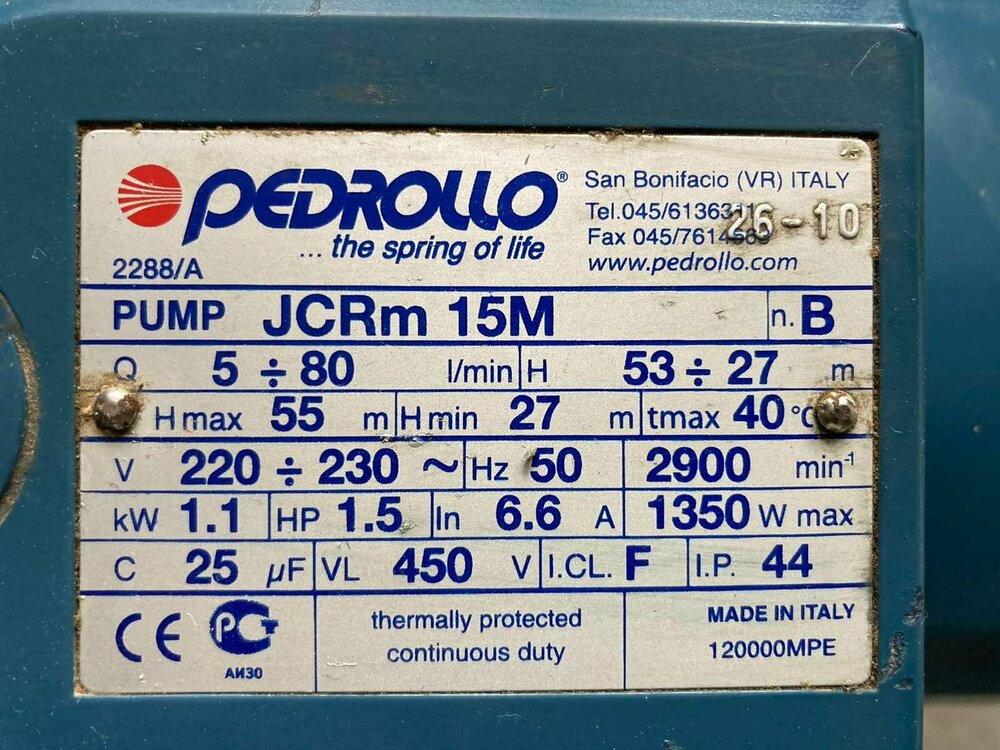 PEDROLLO®
... the spring of life
2288/A
San Bonifacio (VR) ITALY
Tel.045/6136311
Fax 045/7614589
26-10
www.pedrollo.com
PUMP JCRm 15M n. B
Q 5 ÷ 80 l/min H 53 ÷ 27 m
H max 55 m H min 27 m tmax 40 °C
V 220 ÷ 230 ~ Hz 50 2900 min-1
kW 1.1 HP 1.5 In 6.6 A 1350 W max
C 25 µF VL 450 V I.CL. F I.P. 44
CE PCT
АИ30
thermally protected
continuous duty
MADE IN ITALY
120000MPE